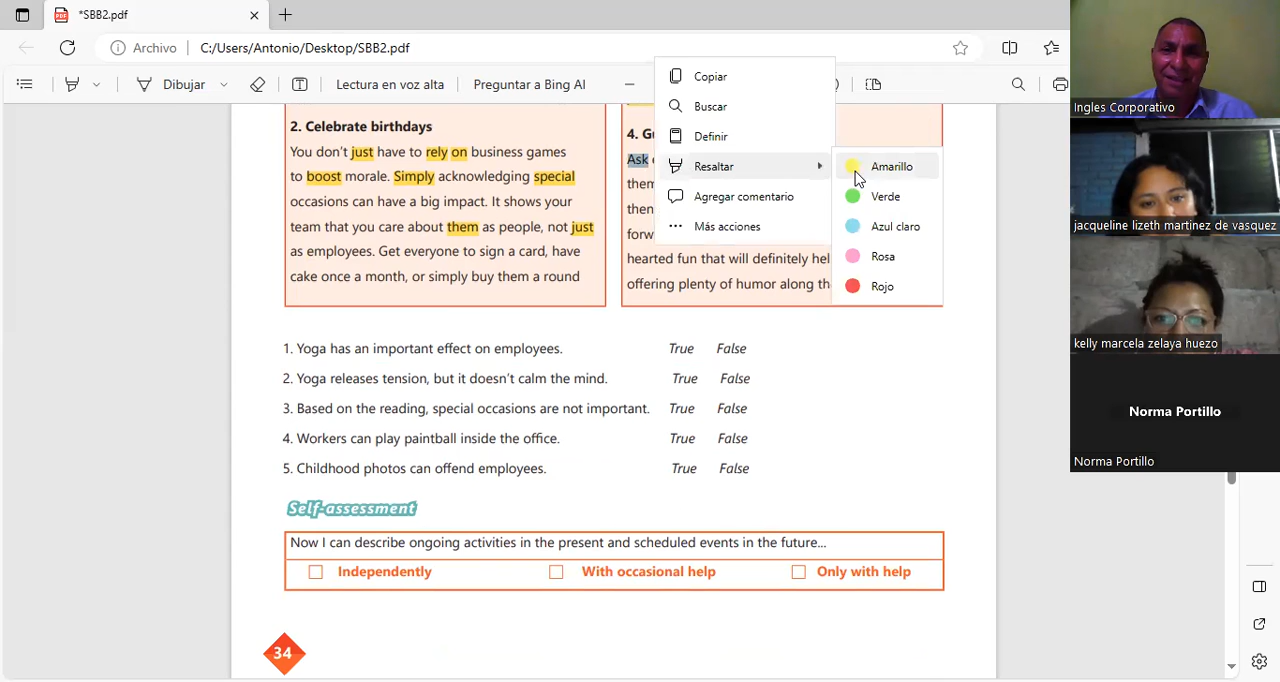 *SBB2.pdf
Archivo
C:/Users/Antonio/Desktop/SBB2.pdf
Dibujar
Lectura en voz alta
Preguntar a Bing AI
Copiar
Buscar
Definir
Resaltar
Agregar comentario
Más acciones
Amarillo
Verde
Azul claro
Rosa
Rojo
2. Celebrate birthdays
You don't just have to rely on business games
to boost morale. Simply acknowledging special
occasions can have a big impact. It shows your
team that you care about them as people, not just
as employees. Get everyone to sign a card, have
cake once a month, or simply buy them a round
4. G
Ask
hearted fun that will definitely hel
offering plenty of humor along th
1. Yoga has an important effect on employees. True False
2. Yoga releases tension, but it doesn't calm the mind. True False
3. Based on the reading, special occasions are not important. True False
4. Workers can play paintball inside the office. True False
5. Childhood photos can offend employees. True False
Self-assessment
Now I can describe ongoing activities in the present and scheduled events in the future...
Independently With occasional help Only with help
34
Ingles Corporativo
jacqueline lizeth martinez de vasquez
kelly marcela zelaya huezo
Norma Portillo
Norma Portillo